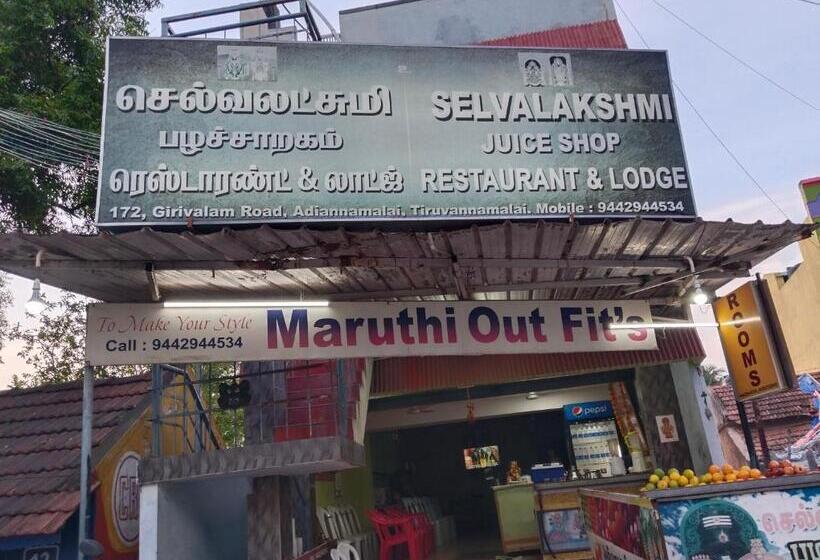 செல்வலட்சுமி
பழச்சாறகம்
ரெஸ்டாரண்ட் & லாட்ஜ்
SELVALAKSHMI
JUICE SHOP
RESTAURANT & LODGE
172, Girivalam Road, Adiannamalai, Tiruvannamalai. Mobile : 9442944534
To Make Your Style
Call : 9442944534
Maruthi Out Fit's
ROOMS
pepsi